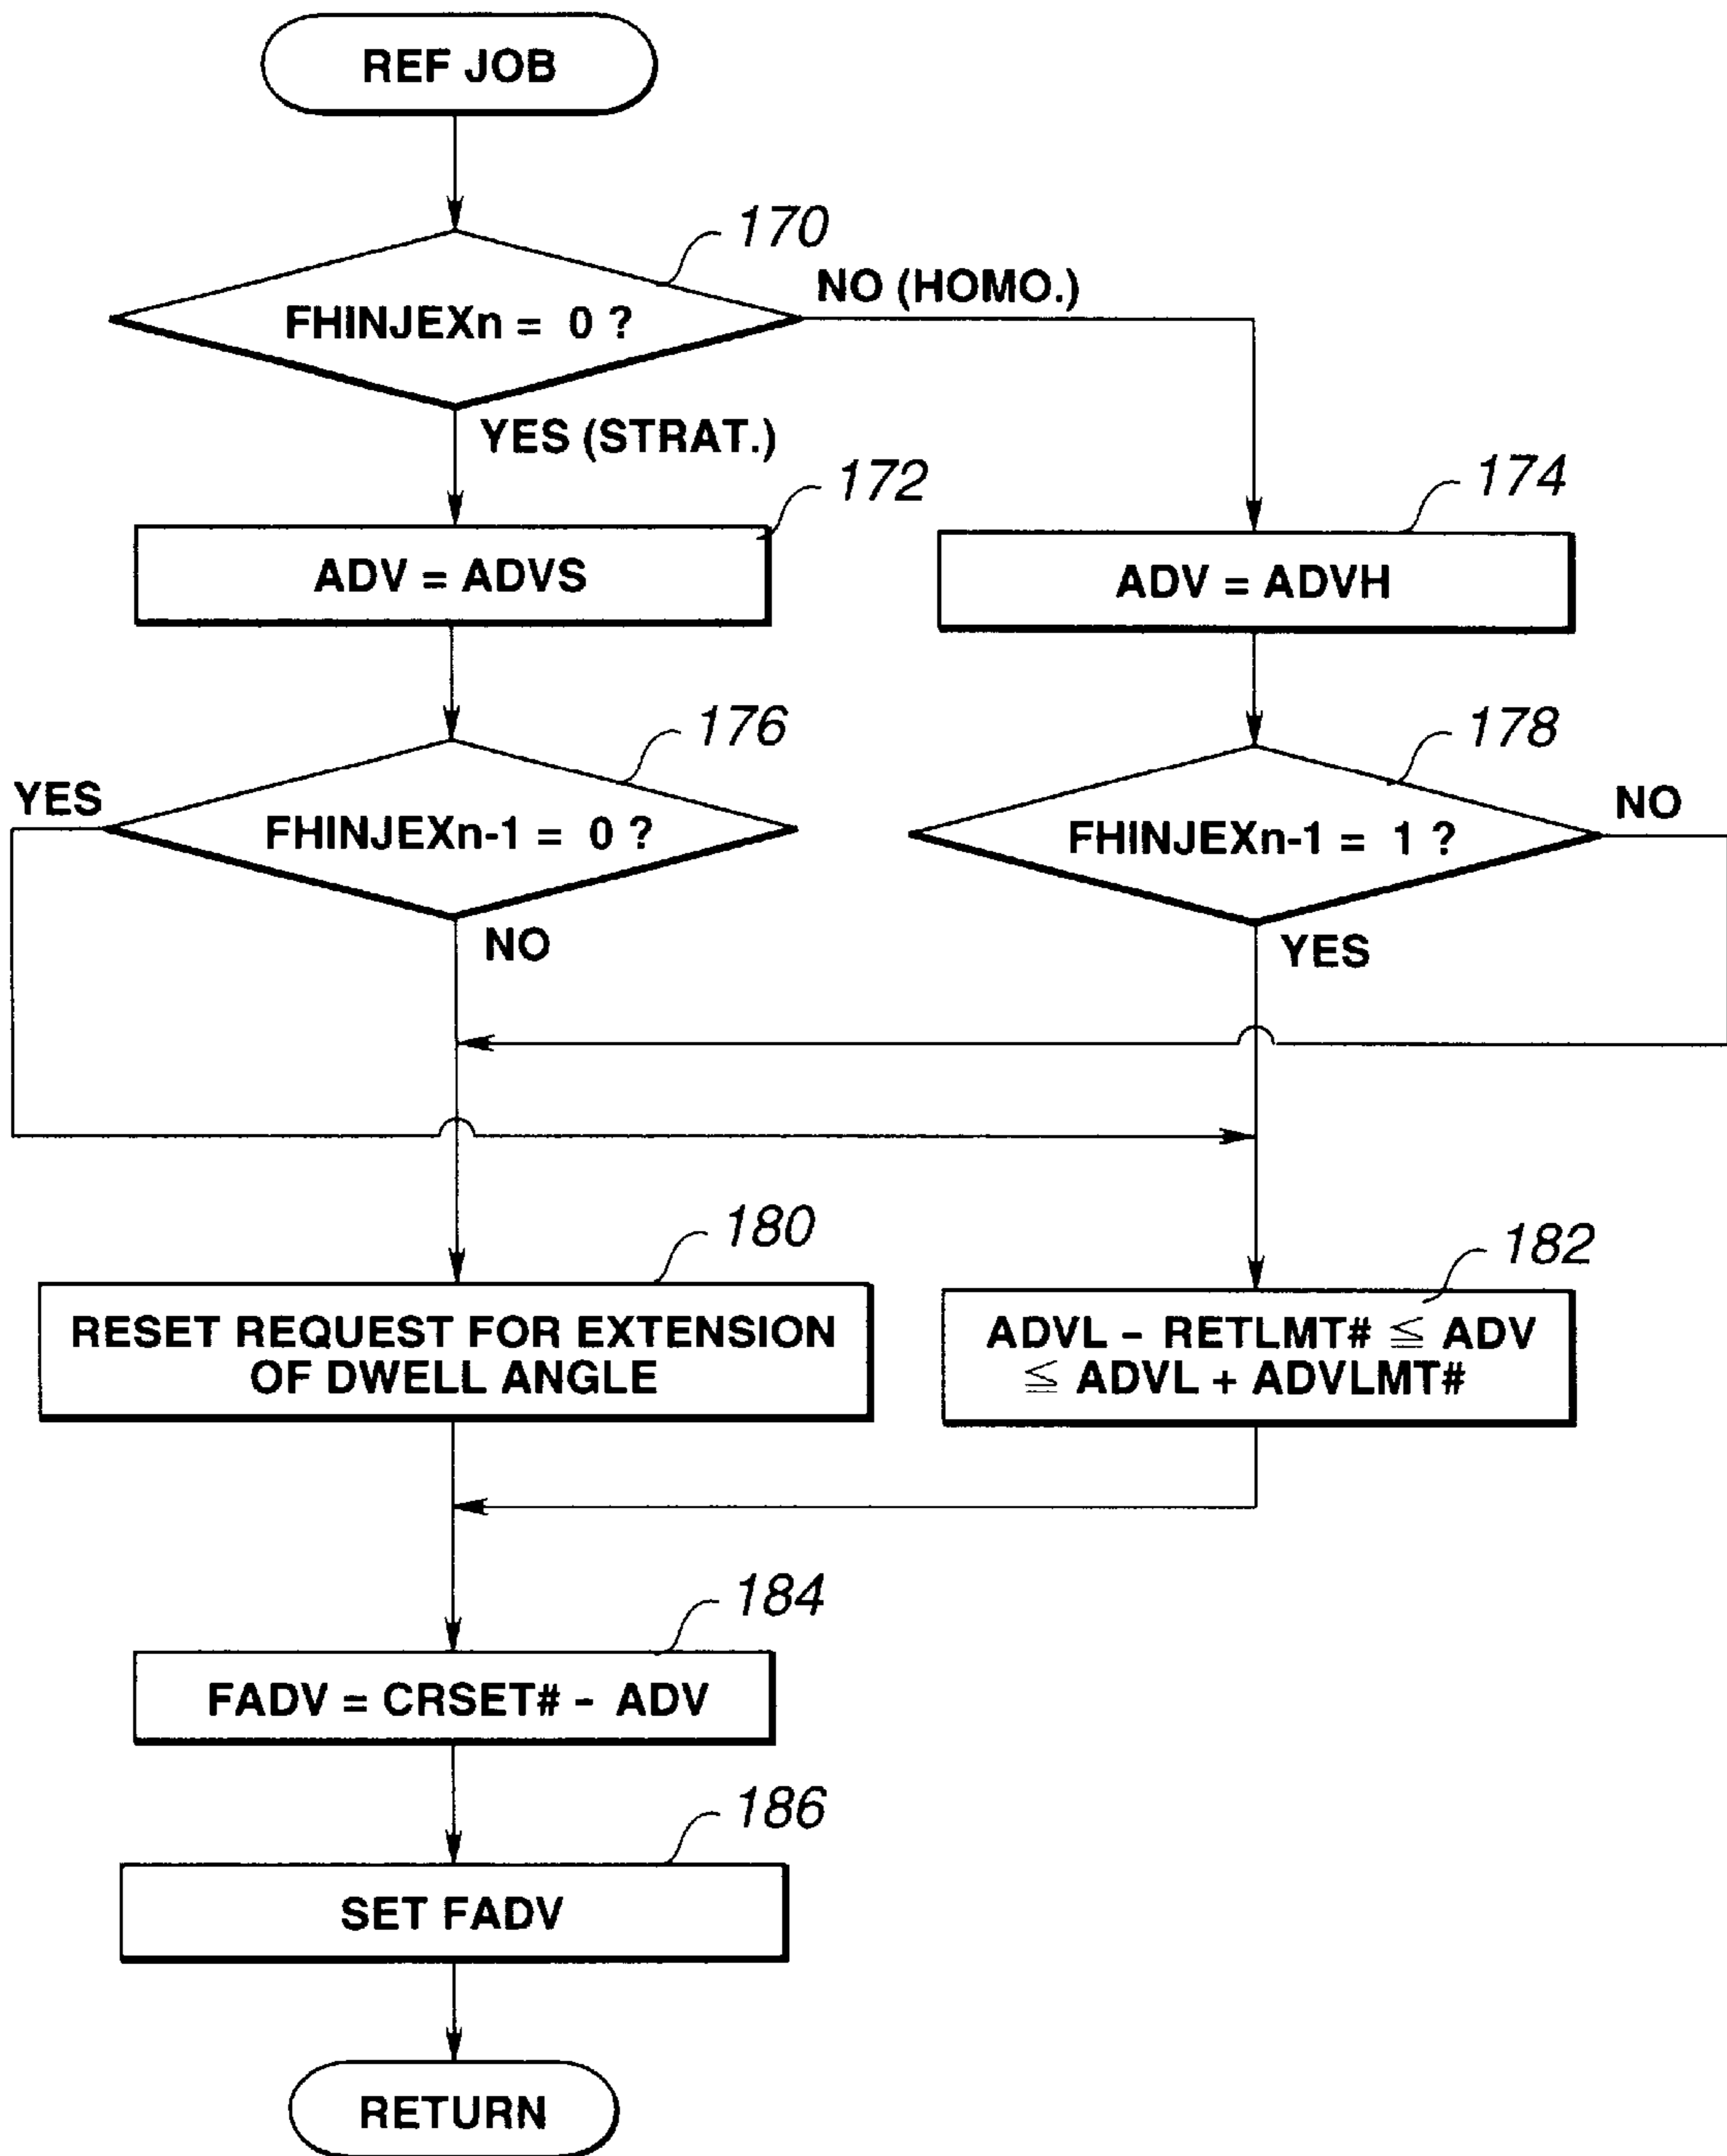 REF JOB
170
FHINJEXn = 0 ?
NO (HOMO.)
YES (STRAT.)
172
ADV = ADVS
174
ADV = ADVH
176
YES
FHINJEXn-1 = 0 ?
NO
178
FHINJEXn-1 = 1 ?
NO
YES
180
RESET REQUEST FOR EXTENSION
OF DWELL ANGLE
182
ADVL - RETLMT# ≦ ADV
≦ ADVL + ADVLMT#
184
FADV = CRSET# - ADV
186
SET FADV
RETURN